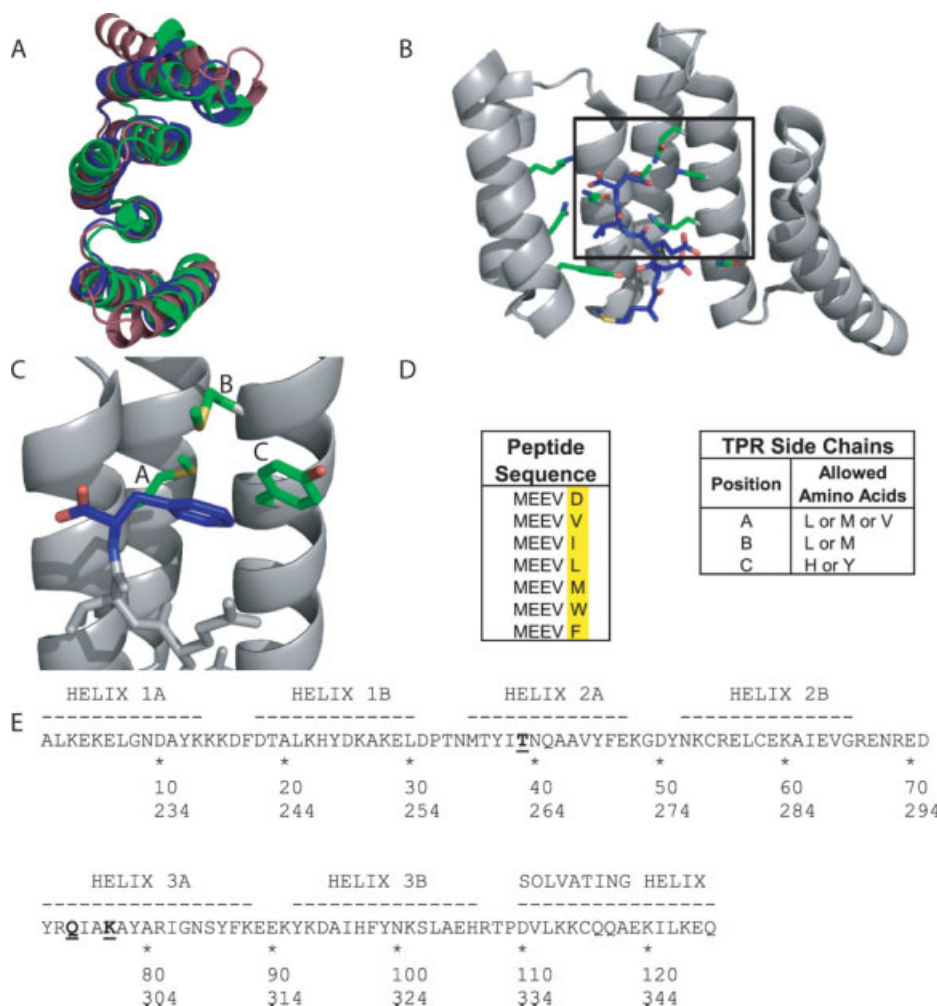 A
B
C
D
B
A
C
Peptide Sequence
MEEV D
MEEV V
MEEV I
MEEV L
MEEV M
MEEV W
MEEV F
TPR Side Chains
Position Allowed Amino Acids
A L or M or V
B L or M
C H or Y
HELIX 1A HELIX 1B HELIX 2A HELIX 2B
E
ALKEKELGNDAYKKKDFDTALKHYDKAKELDPTNMTYITNQAAVYFEKGDYNKCRELCEKAIEVGRENRED
* * * * * * *
10 20 30 40 50 60 70
234 244 254 264 274 284 294
HELIX 3A HELIX 3B SOLVATING HELIX
YRQIAKAYARIGNSYFKEEKYKDAIHFYNKSLAEHRTPDVLKKCQQAEKILKEQ
* * * * *
80 90 100 110 120
304 314 324 334 344